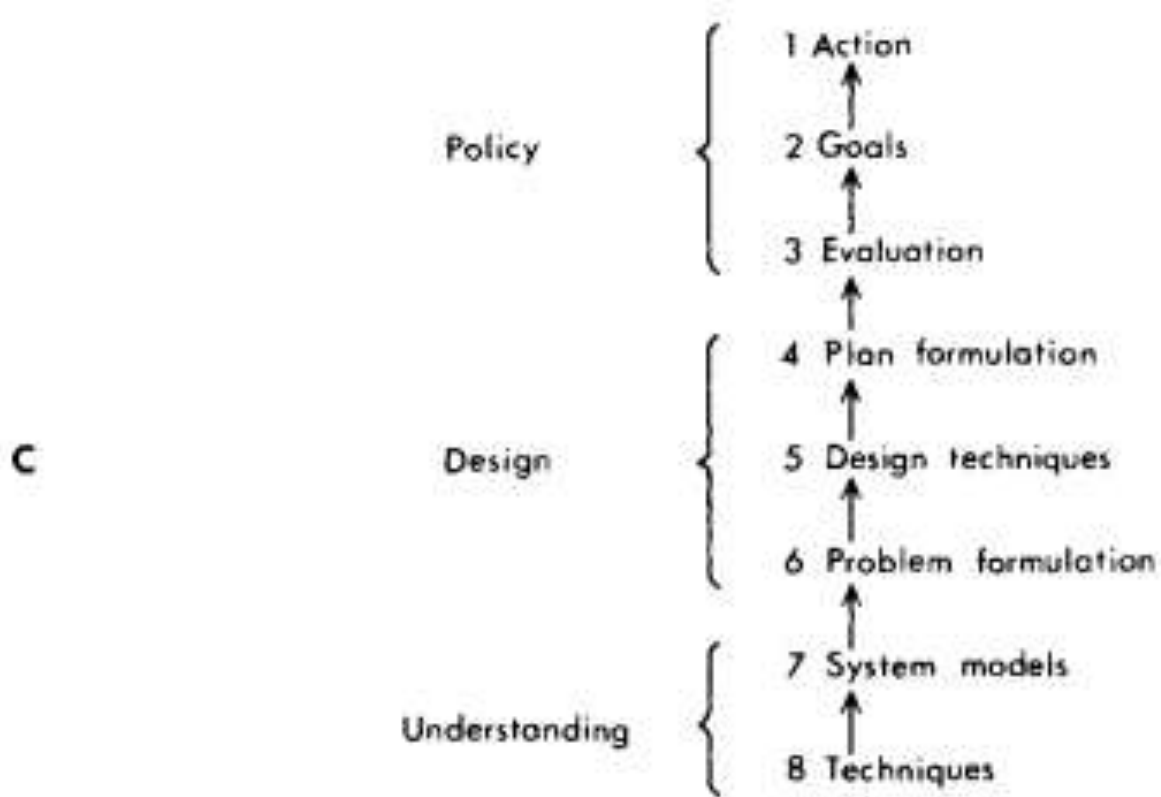 1 Action
Policy
2 Goals
3 Evaluation
4 Plan formulation
C
Design
5 Design techniques
6 Problem formulation
7 System models
Understanding
8 Techniques